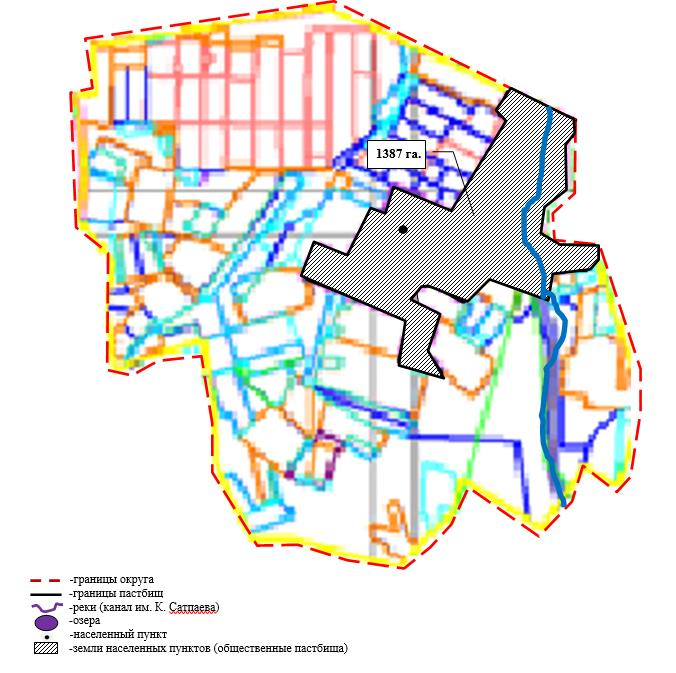 1387 га.
-границы округа
-границы пастбищ
-реки (канал им. К. Сатпаева)
-озера
-населенный пункт
-земли населенных пунктов (общественные пастбища)